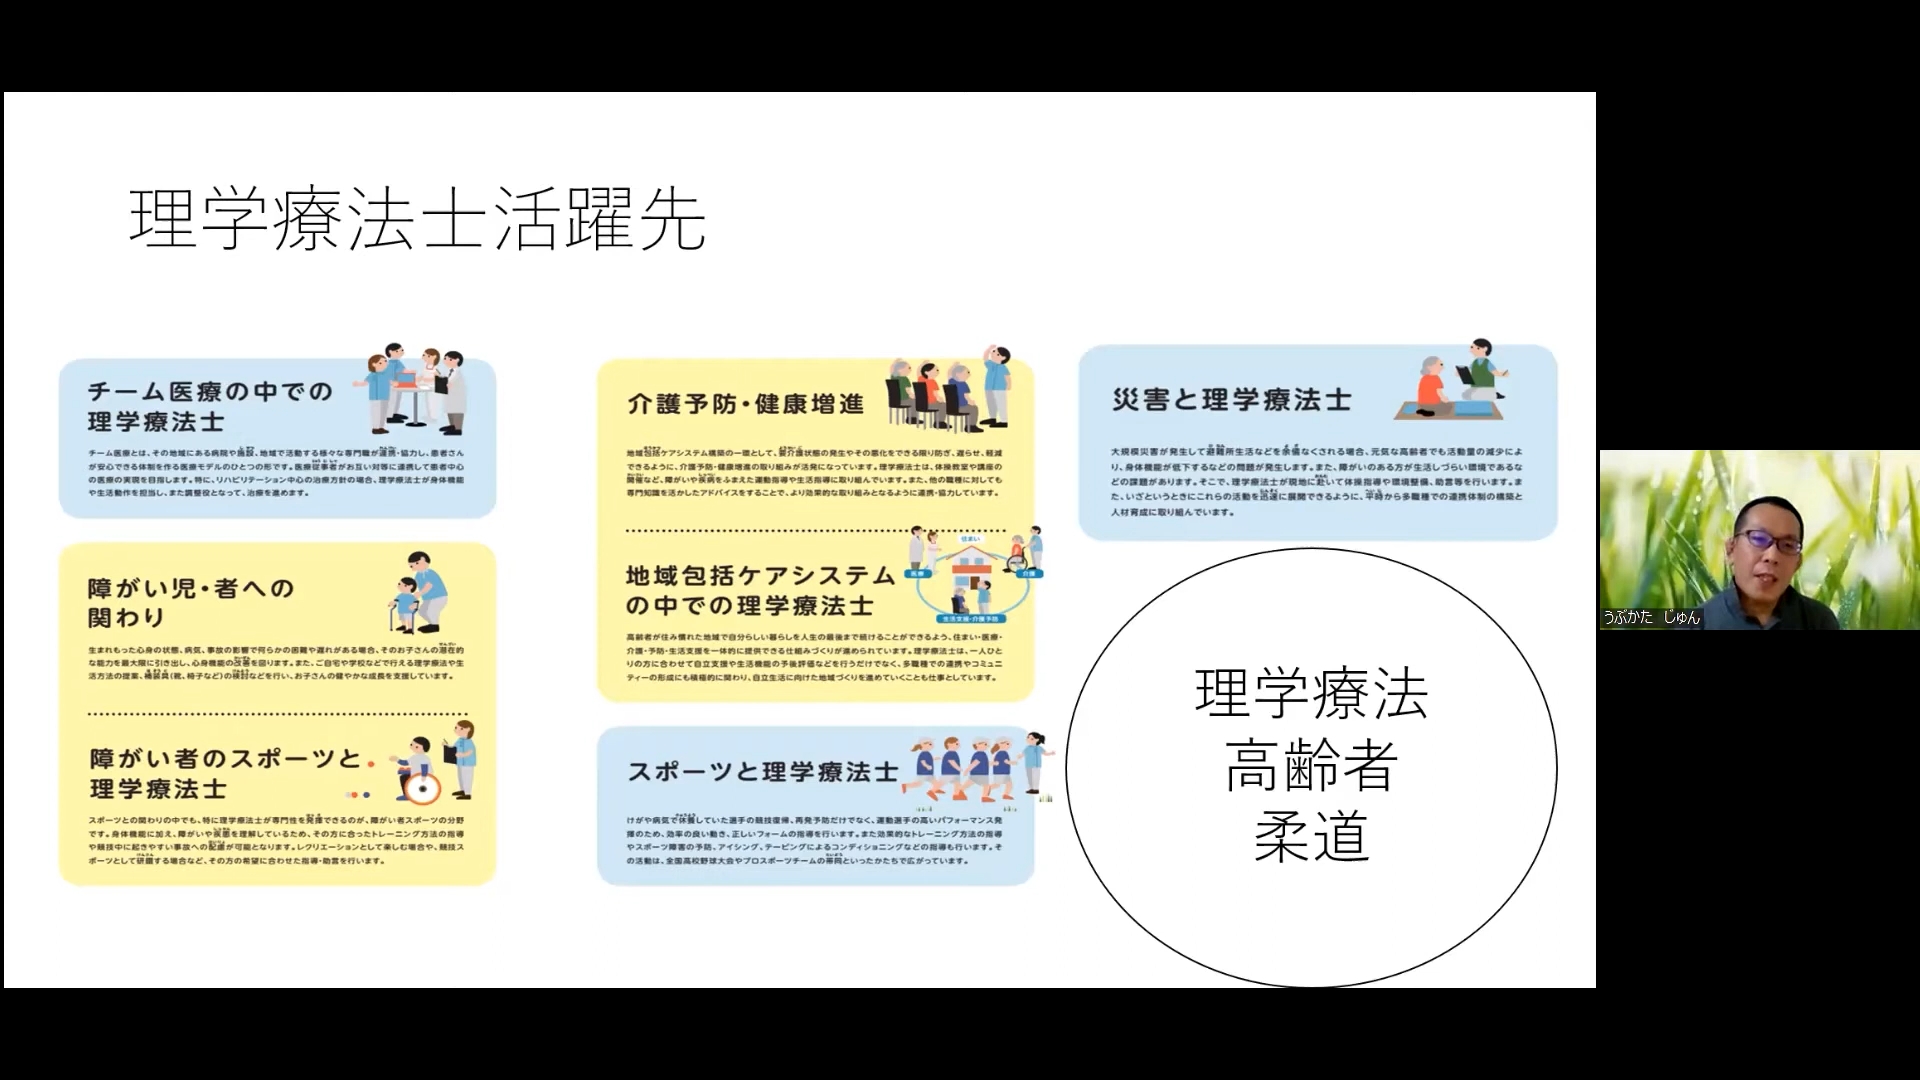 理学療法士活躍先
チーム医療の中での
理学療法士
チーム医療とは、その地域にある病院や施設、地域で活動する様々な専門職が連携・協力し、患者さん
が安心できる体制を作る医療モデルのひとつの形です。医療従事者がお互い対等に連携して患者中心
の医療の実現を目指します。特に、リハビリテーション中心の治療方針の場合、理学療法士が身体機能
や生活動作を担当し、また調整役となって、治療を進めます。
障がい児・者への
関わり
生まれもった心身の状態、病気、事故の影響で何らかの困難や遅れがある場合、そのお子さんの潜在的
な能力を最大限に引き出し、心身機能の改善を図ります。また、ご自宅や学校などで行える理学療法や生
活方法の提案、補装具(靴、椅子など)の検討などを行い、お子さんの健やかな成長を支援しています。
障がい者のスポーツと
理学療法士
スポーツとの関わりの中でも、特に理学療法士が専門性を発揮できるのが、障がい者スポーツの分野
です。身体機能に加え、障がいや疾患を理解しているため、その方に合ったトレーニング方法の指導
や競技中に起きやすい事故への配慮が可能となります。レクリエーションとして楽しむ場合や、競技ス
ポーツとして研鑽する場合など、その方の希望に合わせた指導・助言を行います。
介護予防・健康増進
地域包括ケアシステム構築の一環として、要介護状態の発生やその悪化をできる限り防ぎ、遅らせ、軽減
できるように、介護予防・健康増進の取り組みが活発になっています。理学療法士は、体操教室や講座の
開催など、障がいや疾病をふまえた運動指導や生活指導に取り組んでいます。また、他の職種に対しても
専門知識を活かしたアドバイスをすることで、より効果的な取り組みとなるように連携・協力しています。
地域包括ケアシステム
の中での理学療法士
住まい
医療
介護
生活支援・介護予防
高齢者が住み慣れた地域で自分らしい暮らしを人生の最後まで続けることができるよう、住まい・医療・
介護・予防・生活支援を一体的に提供できる仕組みづくりが進められています。理学療法士は、一人ひと
りの方に合わせて自立支援や生活機能の予後評価などを行うだけでなく、多職種での連携やコミュニ
ティーの形成にも積極的に関わり、自立生活に向けた地域づくりを進めていくことも仕事としています。
スポーツと理学療法士
けがや病気で休養していた選手の競技復帰、再発予防だけでなく、運動選手の高いパフォーマンス発
揮のため、効率の良い動き、正しいフォームの指導を行います。また効果的なトレーニング方法の指導
やスポーツ障害の予防、アイシング、テーピングによるコンディショニングなどの指導も行います。そ
の活動は、全国高校野球大会やプロスポーツチームの帯同といったかたちで広がっています。
災害と理学療法士
大規模災害が発生して避難所生活などを余儀なくされる場合、元気な高齢者でも活動量の減少によ
り、身体機能が低下するなどの問題が発生します。また、障がいのある方が生活しづらい環境であるな
どの課題があります。そこで、理学療法士が現地に赴いて体操指導や環境整備、助言等を行います。ま
た、いざというときにこれらの活動を迅速に展開できるように、平時から多職種での連携体制の構築と
人材育成に取り組んでいます。
理学療法
高齢者
柔道
うぶかた じゅん